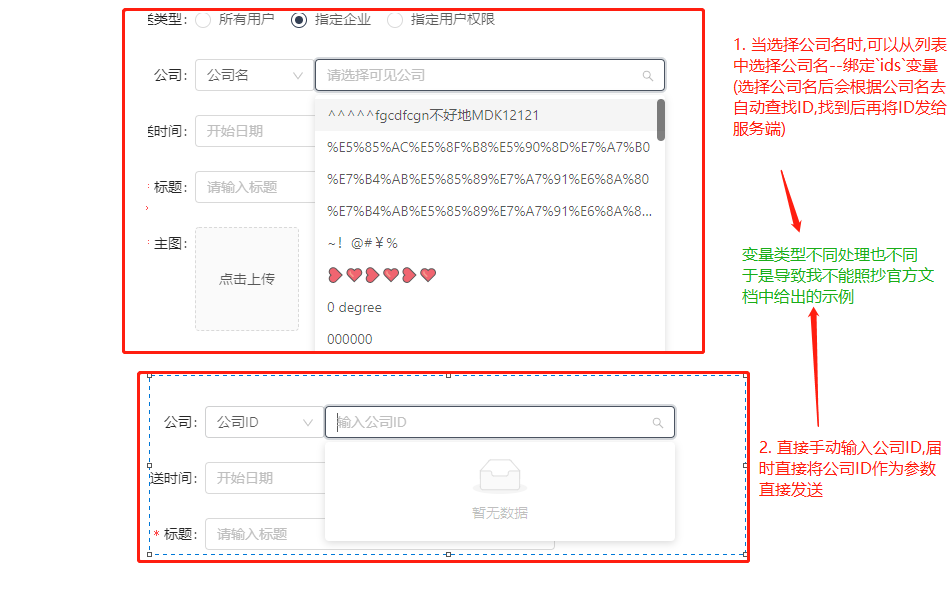 送类型: 所有用户 指定企业 指定用户权限
公司: 公司名 请选择可见公司
^^^^^fgcdfcgn不好地MDK12121
送时间: 开始日期
%E5%85%AC%E5%8F%B8%E5%90%8D%E7%A7%B0
%E7%B4%AB%E5%85%89%E7%A7%91%E6%8A%80
* 标题: 请输入标题
%E7%B4%AB%E5%85%89%E7%A7%91%E6%8A%8...
* 主图:
~！@#￥%
点击上传
0 degree
000000
1. 当选择公司名时,可以从列表
中选择公司名--绑定`ids`变量
(选择公司名后会根据公司名去
自动查找ID,找到后再将ID发给
服务端)
变量类型不同处理也不同
于是导致我不能照抄官方文
档中给出的示例
公司: 公司ID 输入公司ID
送时间: 开始日期
暂无数据
* 标题: 请输入标题
2. 直接手动输入公司ID,届
时直接将公司ID作为参数
直接发送